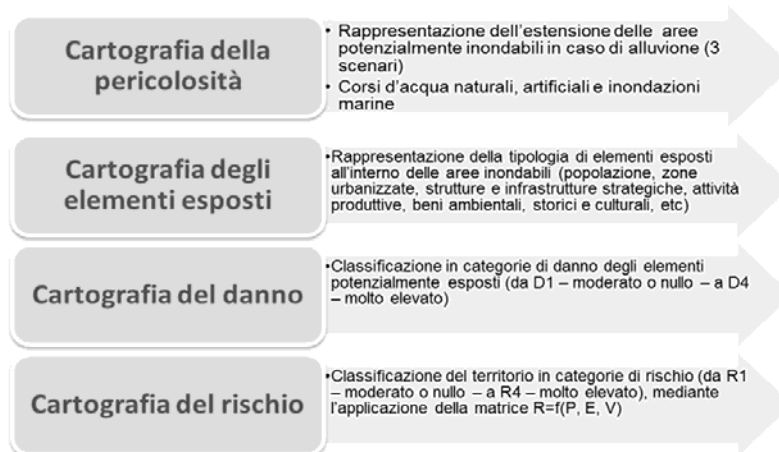 Cartografia della
pericolosità
• Rappresentazione dell'estensione delle aree
potenzialmente inondabili in caso di alluvione (3
scenari)
• Corsi d'acqua naturali, artificiali e inondazioni
marine
Cartografia degli
elementi esposti
•Rappresentazione della tipologia di elementi esposti
all'interno delle aree inondabili (popolazione, zone
urbanizzate, strutture e infrastrutture strategiche, attività
produttive, beni ambientali, storici e culturali, etc)
Cartografia del danno
•Classificazione in categorie di danno degli elementi
potenzialmente esposti (da D1 – moderato o nullo – a D4
– molto elevato)
Cartografia del rischio
•Classificazione del territorio in categorie di rischio (da R1
– moderato o nullo – a R4 – molto elevato), mediante
l'applicazione della matrice R=f(P, E, V)